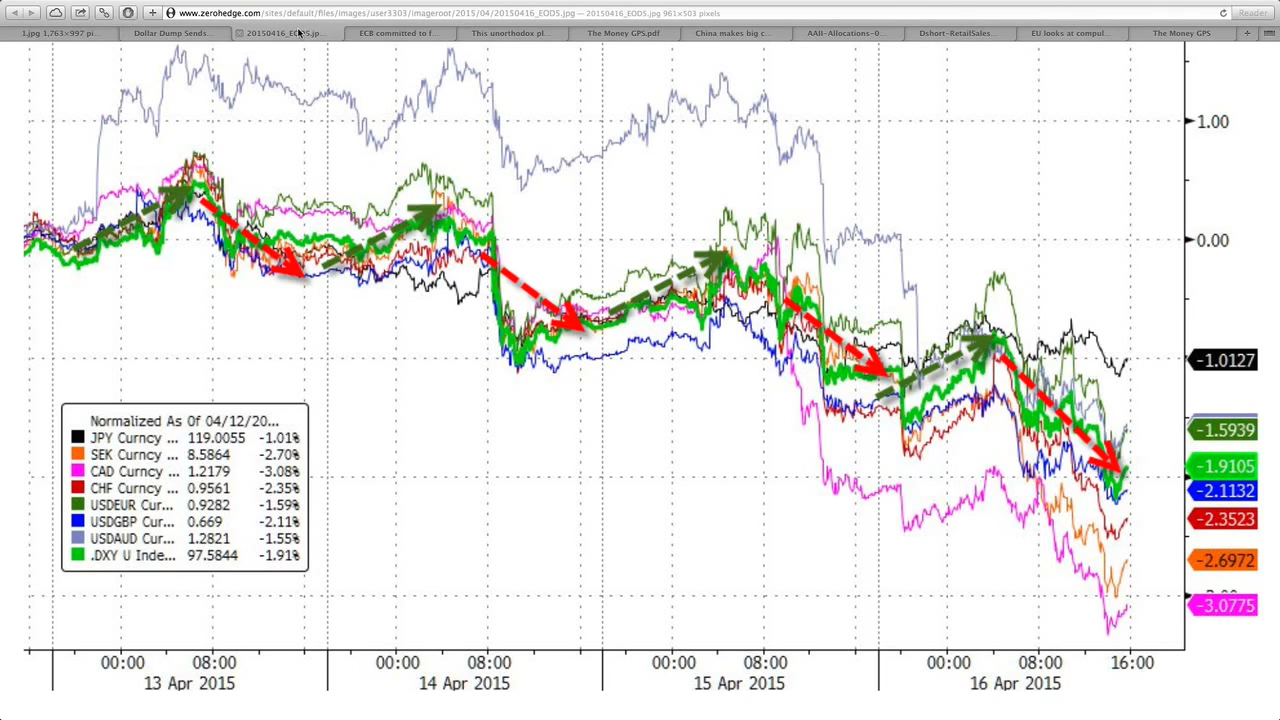 www.zerohedge.com/sites/default/files/images/user3303/imageroot/2015/04/20150416_EOD5.jpg — 20150416_EOD5.jpg 961×503 pixels
Reader
1.jpg 1,763×997 pi...
Dollar Dump Sends...
20150416_EOD5.jp...
ECB committed to f...
This unorthodox pl...
The Money GPS.pdf
China makes big c...
AAII-Allocations-0...
Dshort-RetailSales...
EU looks at compul...
The Money GPS
1.00
0.00
-1.0127
-1.5939
-1.9105
-2.1132
-2.3523
-2.6972
-3.0775
Normalized As Of 04/12/20...
JPY Curncy ... 119.0055 -1.01%
SEK Curncy ... 8.5864 -2.70%
CAD Curncy ... 1.2179 -3.08%
CHF Curncy ... 0.9561 -2.35%
USDEUR Cur... 0.9282 -1.59%
USDGBP Cur... 0.669 -2.11%
USDAUD Cur... 1.2821 -1.55%
.DXY U Inde... 97.5844 -1.91%
00:00 08:00 00:00 08:00 00:00 08:00 00:00 08:00 16:00
13 Apr 2015 14 Apr 2015 15 Apr 2015 16 Apr 2015